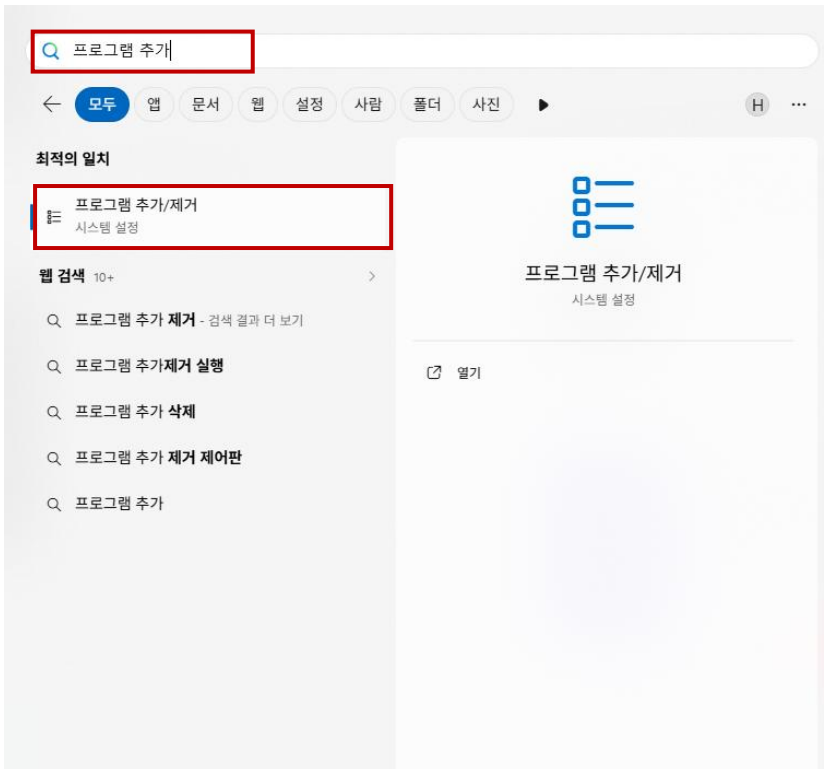 프로그램 추가
모두 앱 문서 웹 설정 사람 폴더 사진 H ...
최적의 일치
프로그램 추가/제거
시스템 설정
웹 검색 10+
프로그램 추가 제거 - 검색 결과 더 보기
프로그램 추가제거 실행
프로그램 추가 삭제
프로그램 추가 제거 제어판
프로그램 추가
프로그램 추가/제거
시스템 설정
열기